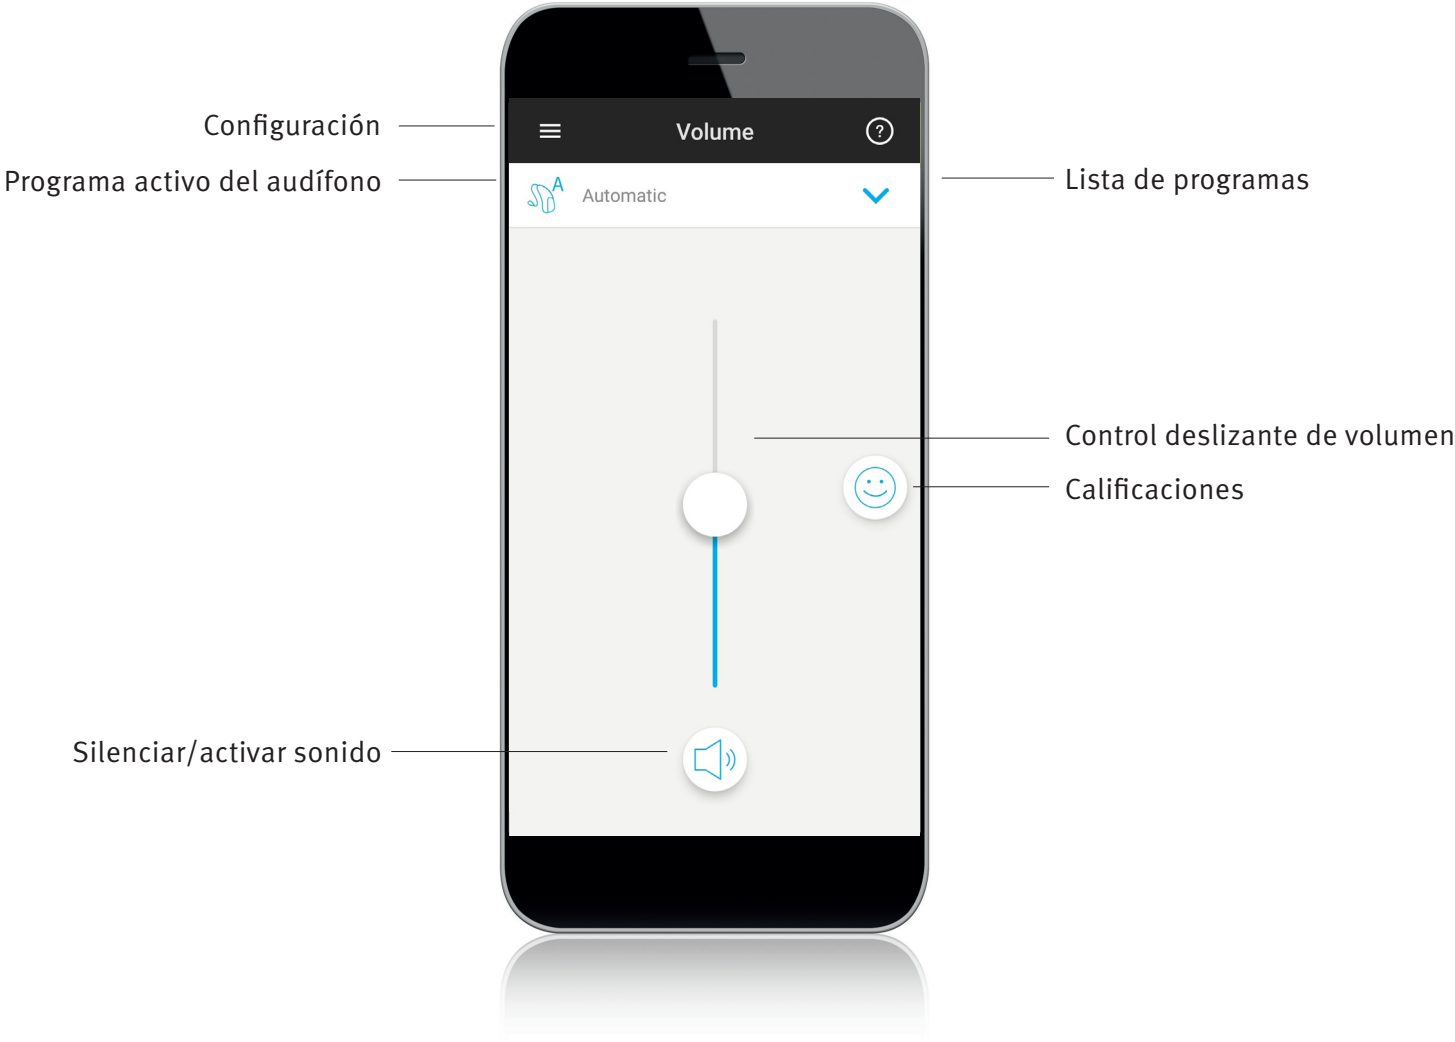 Configuración
Volume
?
Programa activo del audífono
A
Automatic
Lista de programas
Control deslizante de volumen
Calificaciones
Silenciar/activar sonido